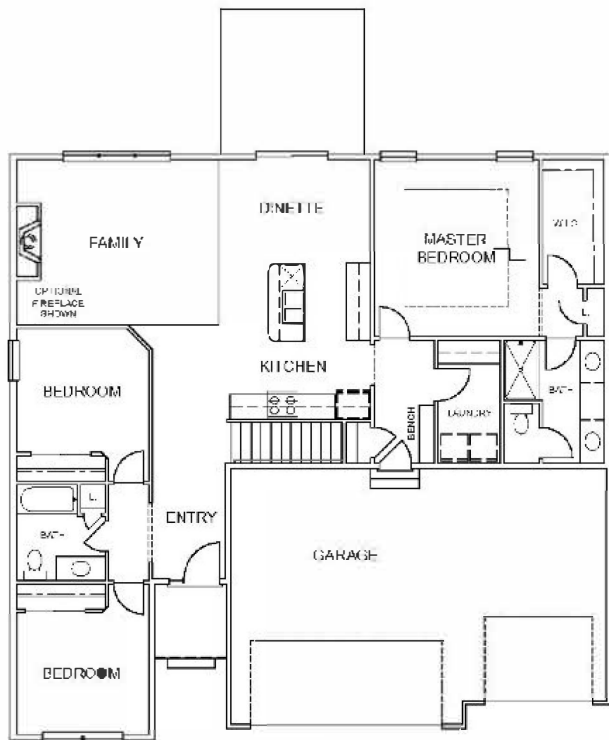 DINETTE
FAMILY
MASTER
BEDROOM
W.I.C.
OPTIONAL
FIREPLACE
SHOWN
L.
KITCHEN
BEDROOM
BATH
BENCH
LAUNDRY
L.
ENTRY
BATH
GARAGE
BEDROOM